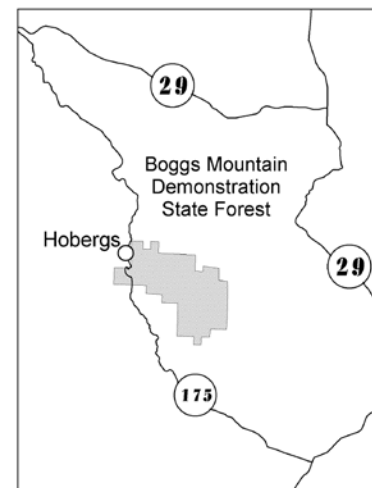 29
Boggs Mountain
Demonstration
State Forest
Hobergs
29
175